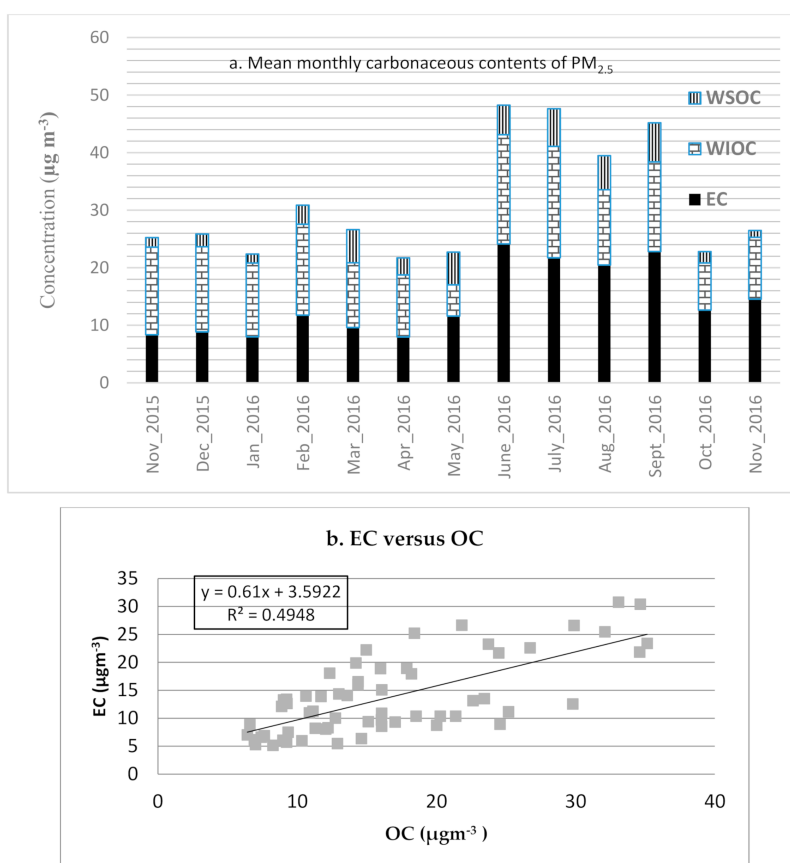 60
a. Mean monthly carbonaceous contents of PM2.5
50
WSOC
40
WIOC
30
EC
20
10
0
Concentration (µg m-3)
Nov_2015
Dec_2015
Jan_2016
Feb_2016
Mar_2016
Apr_2016
May_2016
June_2016
July_2016
Aug_2016
Sept_2016
Oct_2016
Nov_2016
b. EC versus OC
y = 0.61x + 3.5922
R² = 0.4948
35
30
25
20
15
10
5
0
EC (µgm-3)
0 10 20 30 40
OC (µgm-3 )